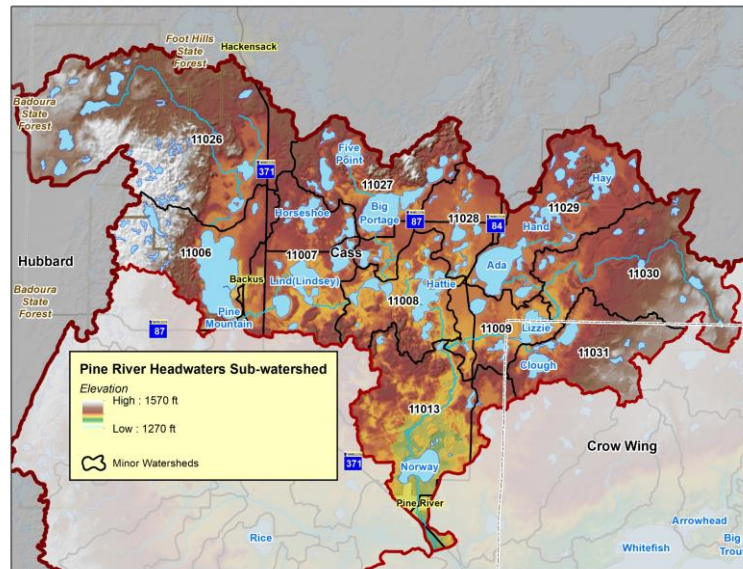 Foot Hills
State
Forest
Hackensack
Badoura
State
Forest
11026
371
Five
Point
11027
Hay
Horseshoe
Big
Portage
87
11028
84
11029
Hand
11006
11007
Cass
Ada
11030
Hubbard
Backus
Lind(Lindsey)
Hattie
11008
Badoura
State
Forest
Pine
Mountain
11009
Lizzie
87
11031
Clough
Pine River Headwaters Sub-watershed
Elevation
High : 1570 ft
Low : 1270 ft
Minor Watersheds
11013
Crow Wing
371
Norway
Pine River
Rice
Arrowhead
Whitefish
Big
Trou